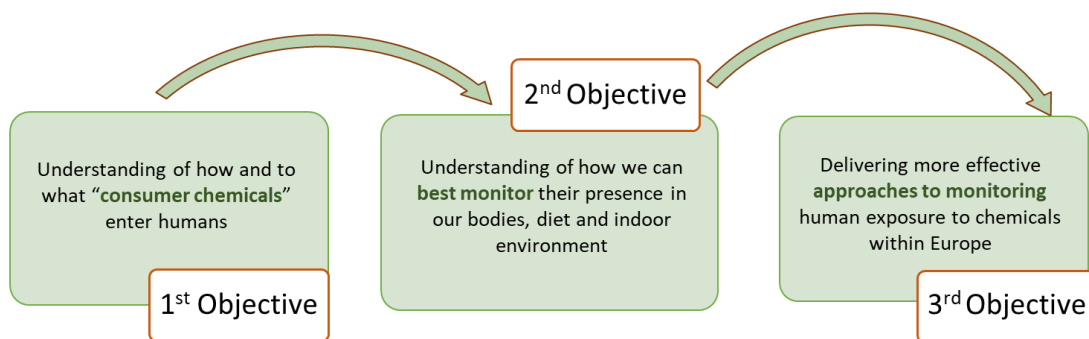 Understanding of how and to
what “consumer chemicals”
enter humans
1st Objective
2nd Objective
Understanding of how we can
best monitor their presence in
our bodies, diet and indoor
environment
Delivering more effective
approaches to monitoring
human exposure to chemicals
within Europe
3rd Objective